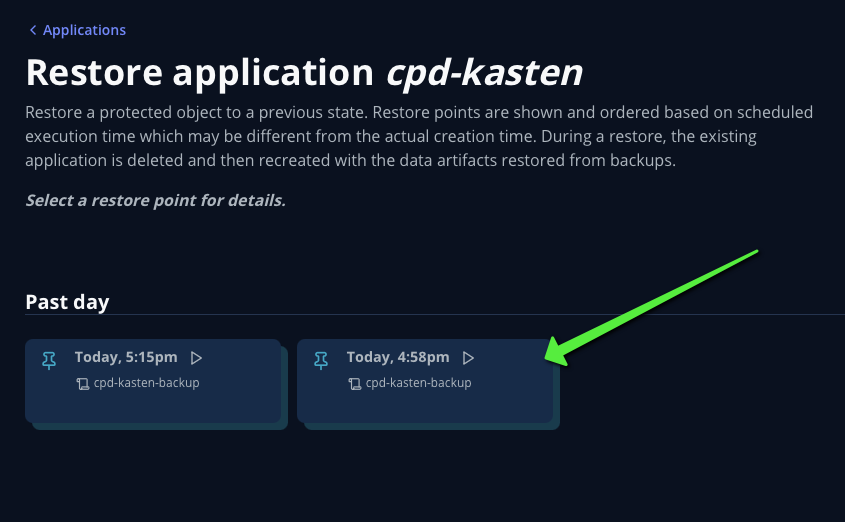 Applications
Restore application cpd-kasten
Restore a protected object to a previous state. Restore points are shown and ordered based on scheduled
execution time which may be different from the actual creation time. During a restore, the existing
application is deleted and then recreated with the data artifacts restored from backups.
Select a restore point for details.
Past day
Today, 5:15pm
cpd-kasten-backup
Today, 4:58pm
cpd-kasten-backup